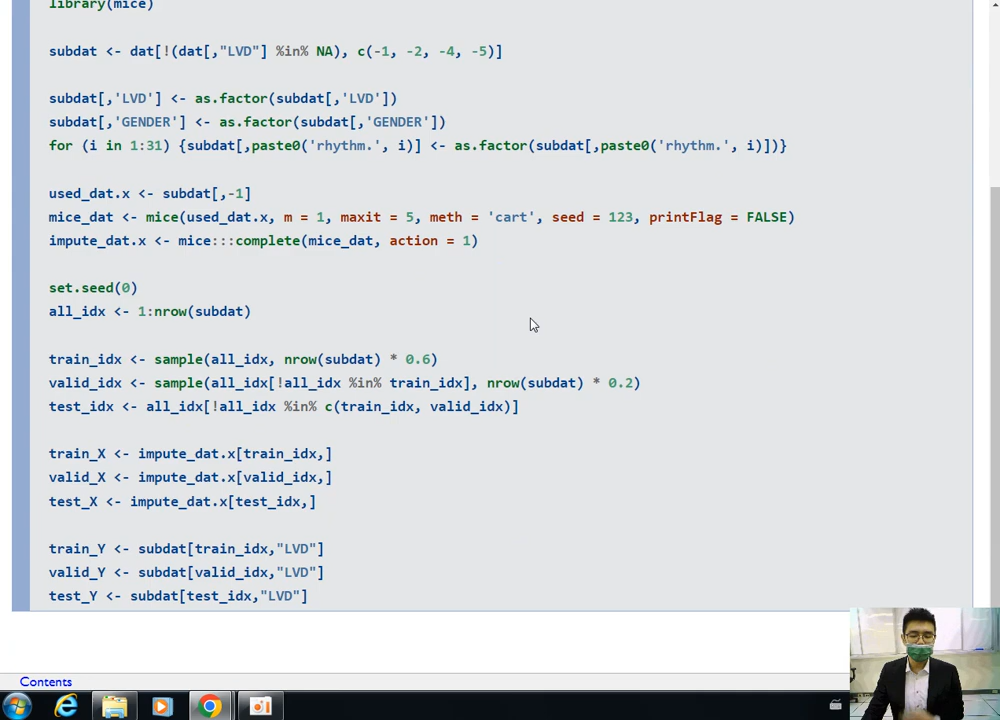 library(mice)
subdat <- dat[!(dat[,"LVD"] %in% NA), c(-1, -2, -4, -5)]
subdat[,'LVD'] <- as.factor(subdat[,'LVD'])
subdat[,'GENDER'] <- as.factor(subdat[,'GENDER'])
for (i in 1:31) {subdat[,paste0('rhythm.', i)] <- as.factor(subdat[,paste0('rhythm.', i)])}
used_dat.x <- subdat[,-1]
mice_dat <- mice(used_dat.x, m = 1, maxit = 5, meth = 'cart', seed = 123, printFlag = FALSE)
impute_dat.x <- mice:::complete(mice_dat, action = 1)
set.seed(0)
all_idx <- 1:nrow(subdat)
train_idx <- sample(all_idx, nrow(subdat) * 0.6)
valid_idx <- sample(all_idx[!all_idx %in% train_idx], nrow(subdat) * 0.2)
test_idx <- all_idx[!all_idx %in% c(train_idx, valid_idx)]
train_X <- impute_dat.x[train_idx,]
valid_X <- impute_dat.x[valid_idx,]
test_X <- impute_dat.x[test_idx,]
train_Y <- subdat[train_idx,"LVD"]
valid_Y <- subdat[valid_idx,"LVD"]
test_Y <- subdat[test_idx,"LVD"]
Contents